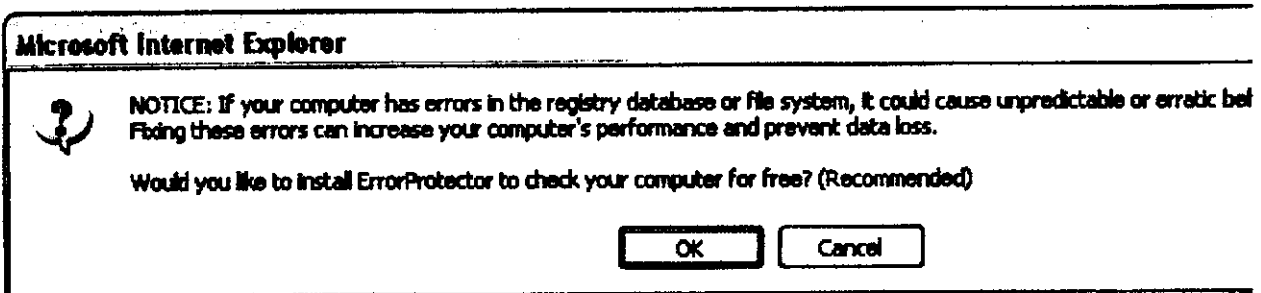 Microsoft Internet Explorer
NOTICE: If your computer has errors in the registry database or file system, it could cause unpredictable or erratic bel
Fixing these errors can increase your computer's performance and prevent data loss.
Would you like to install ErrorProtector to check your computer for free? (Recommended)
OK Cancel